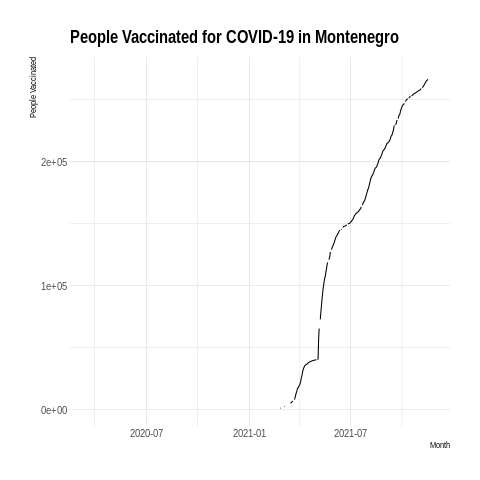 People Vaccinated for COVID-19 in Montenegro
People Vaccinated
2e+05
1e+05
0e+00
2020-07 2021-01 2021-07
Month